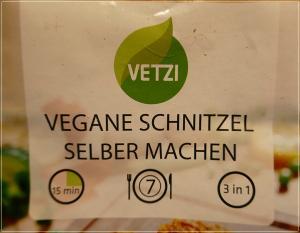 VETZI
VEGANE SCHNITZEL
SELBER MACHEN
15 min
7
3 in 1